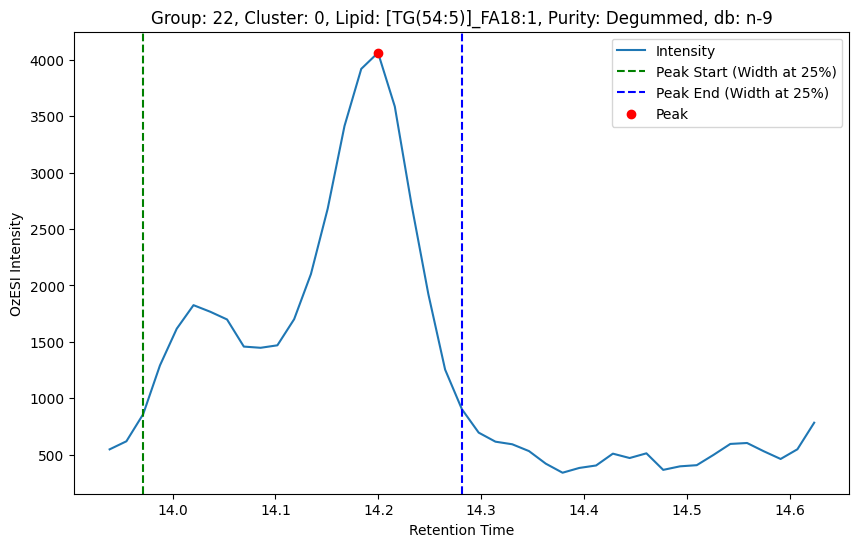 Group: 22, Cluster: 0, Lipid: [TG(54:5)]_FA18:1, Purity: Degummed, db: n-9
Intensity
Peak Start (Width at 25%)
Peak End (Width at 25%)
Peak
OzESI Intensity
4000
3500
3000
2500
2000
1500
1000
500
14.0
14.1
14.2
14.3
14.4
14.5
14.6
Retention Time